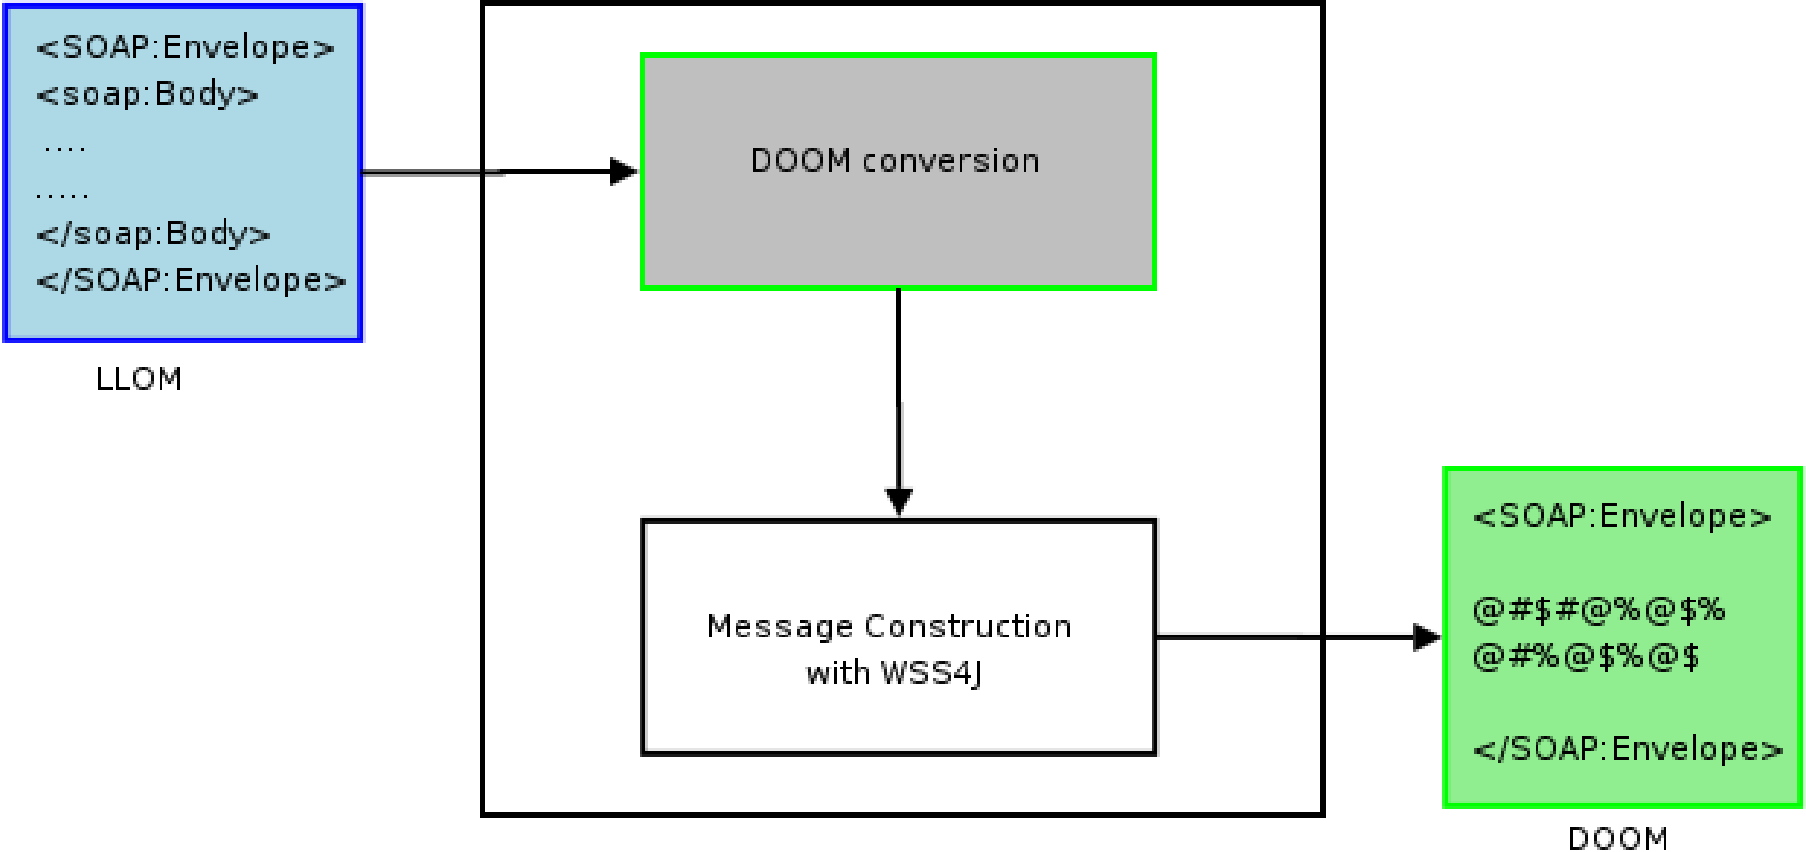 <SOAP:Envelope>
<soap:Body>
....
.....
</soap:Body>
</SOAP:Envelope>
LLOM
DOOM conversion
Message Construction
with WSS4J
<SOAP:Envelope>
@#$#@%@$%
@#%@$%@$
</SOAP:Envelope>
DOOM